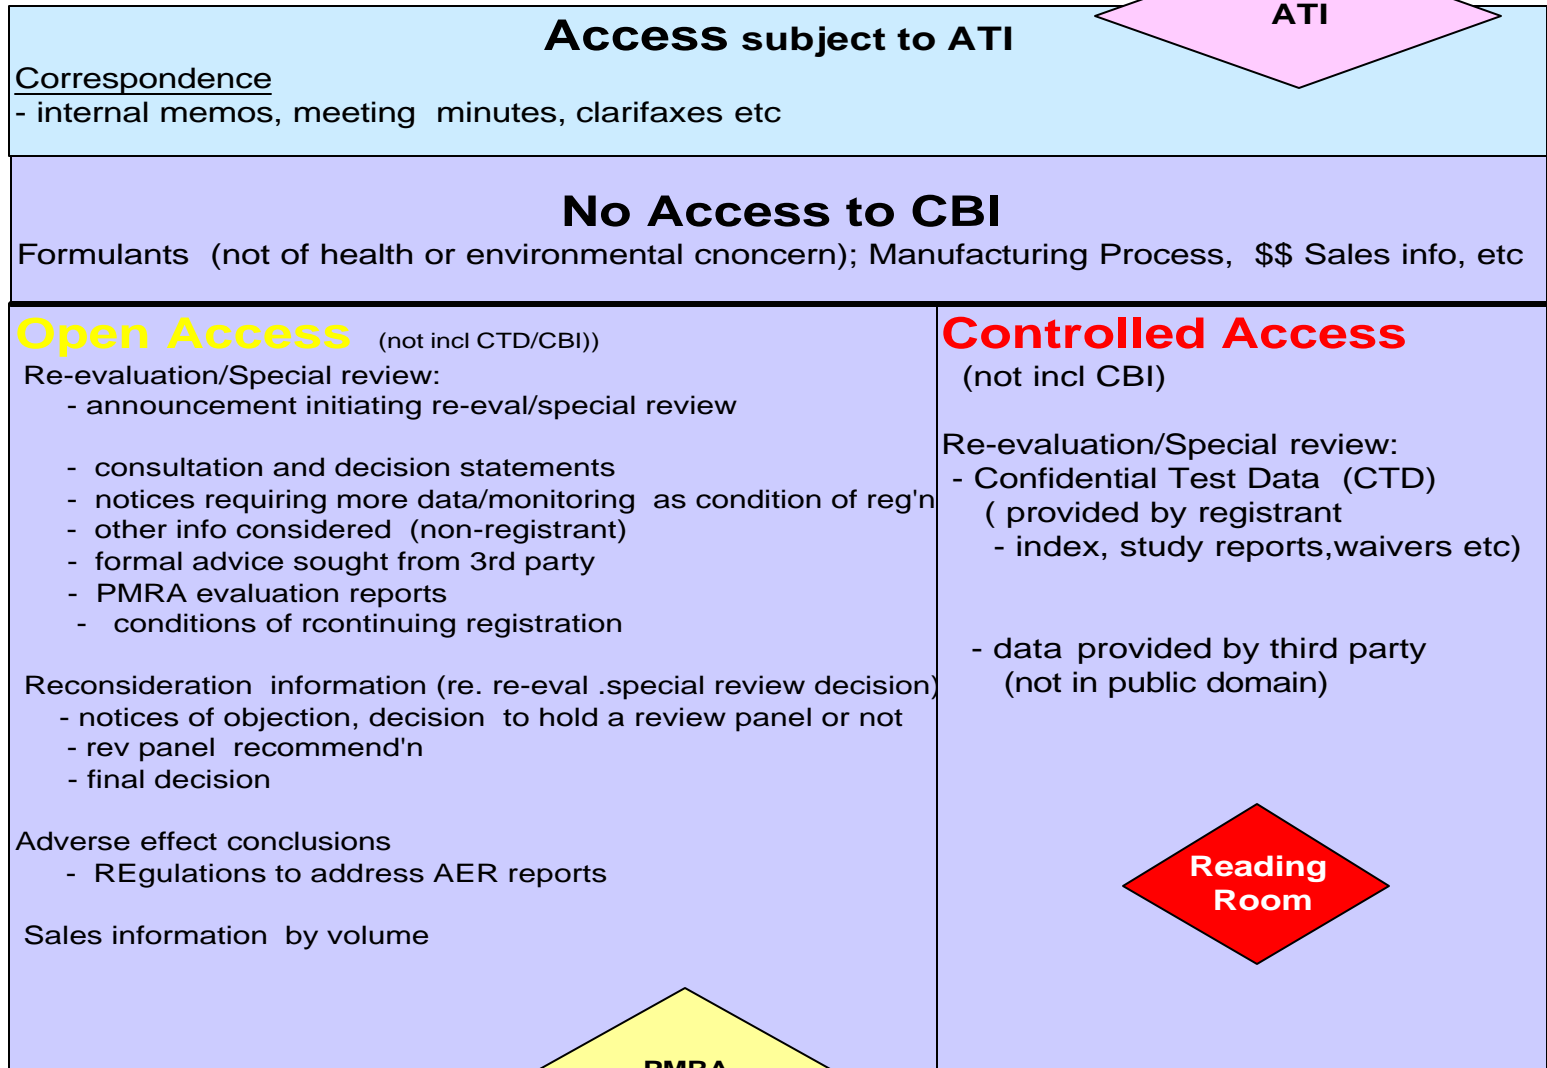 ATI
Access subject to ATI
Correspondence
- internal memos, meeting minutes, clarifaxes etc
No Access to CBI
Formulants (not of health or environmental cnoncern); Manufacturing Process, $$ Sales info, etc
Open Access (not incl CTD/CBI))
Re-evaluation/Special review:
- announcement initiating re-eval/special review
- consultation and decision statements
- notices requiring more data/monitoring as condition of reg'n
- other info considered (non-registrant)
- formal advice sought from 3rd party
- PMRA evaluation reports
- conditions of rcontinuing registration
Reconsideration information (re. re-eval .special review decision)
- notices of objection, decision to hold a review panel or not
- rev panel recommend'n
- final decision
Adverse effect conclusions
- REgulations to address AER reports
Sales information by volume
PMRA
Controlled Access
(not incl CBI)
Re-evaluation/Special review:
- Confidential Test Data (CTD)
( provided by registrant
- index, study reports,waivers etc)
- data provided by third party
(not in public domain)
Reading
Room